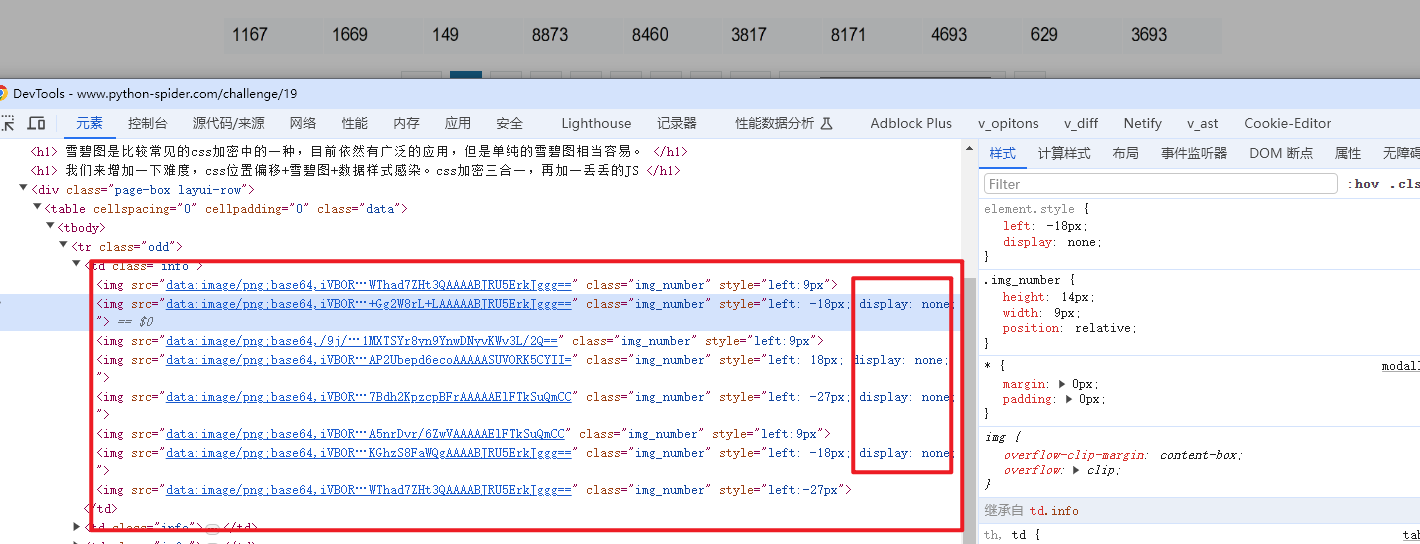 1167 1669 149 8873 8460 3817 8171 4693 629 3693
DevTools - www.python-spider.com/challenge/19
元素 控制台 源代码/来源 网络 性能 内存 应用 安全 Lighthouse 记录器 性能数据分析 Adblock Plus v_opitons v_diff Netify v_ast Cookie-Editor
<h1> 雪碧图是比较常见的css加密中的一种，目前依然有广泛的应用，但是单纯的雪碧图相当容易。 </h1>
<h1> 我们来增加一下难度，css位置偏移+雪碧图+数据样式感染。css加密三合一，再加一丢丢的JS </h1>
<div class="page-box layui-row">
<table cellspacing="0" cellpadding="0" class="data">
<tbody>
<tr class="odd">
<td class="info">
<img src="data:image/png;base64,iVBOR…WThad7ZHt3QAAAABJRU5ErkJggg==" class="img_number" style="left:9px">
<img src="data:image/png;base64,iVBOR…+Gg2W8rL+LAAAAABJRU5ErkJggg==" class="img_number" style="left: -18px; display: none;
"> == $0
<img src="data:image/png;base64,/9j/…1MXTSYr8yn9YnwDNyvKWv3L/2Q==" class="img_number" style="left:9px">
<img src="data:image/png;base64,iVBOR…AP2Ubepd6ecoAAAAASUVORK5CYII=" class="img_number" style="left: 18px; display: none;
">
<img src="data:image/png;base64,iVBOR…7Bdh2KpzcpBFrAAAAAElFTkSuQmCC" class="img_number" style="left: -27px; display: none;
">
<img src="data:image/png;base64,iVBOR…A5nrDvr/6ZwVAAAAAElFTkSuQmCC" class="img_number" style="left:9px">
<img src="data:image/png;base64,iVBOR…KGhzS8FaWQgAAAABJRU5ErkJggg==" class="img_number" style="left: -18px; display: none;
">
<img src="data:image/png;base64,iVBOR…WThad7ZHt3QAAAABJRU5ErkJggg==" class="img_number" style="left:-27px">
</td>
<td class="info">…</td>
样式 计算样式 布局 事件监听器 DOM 断点 属性 无障碍
Filter :hov .cls
element.style {
left: -18px;
display: none;
}
.img_number {
height: 14px;
width: 9px;
position: relative;
}
* { modall
margin: 0px;
padding: 0px;
}
img {
overflow-clip-margin: content-box;
overflow: clip;
}
继承自 td.info
th, td { tab